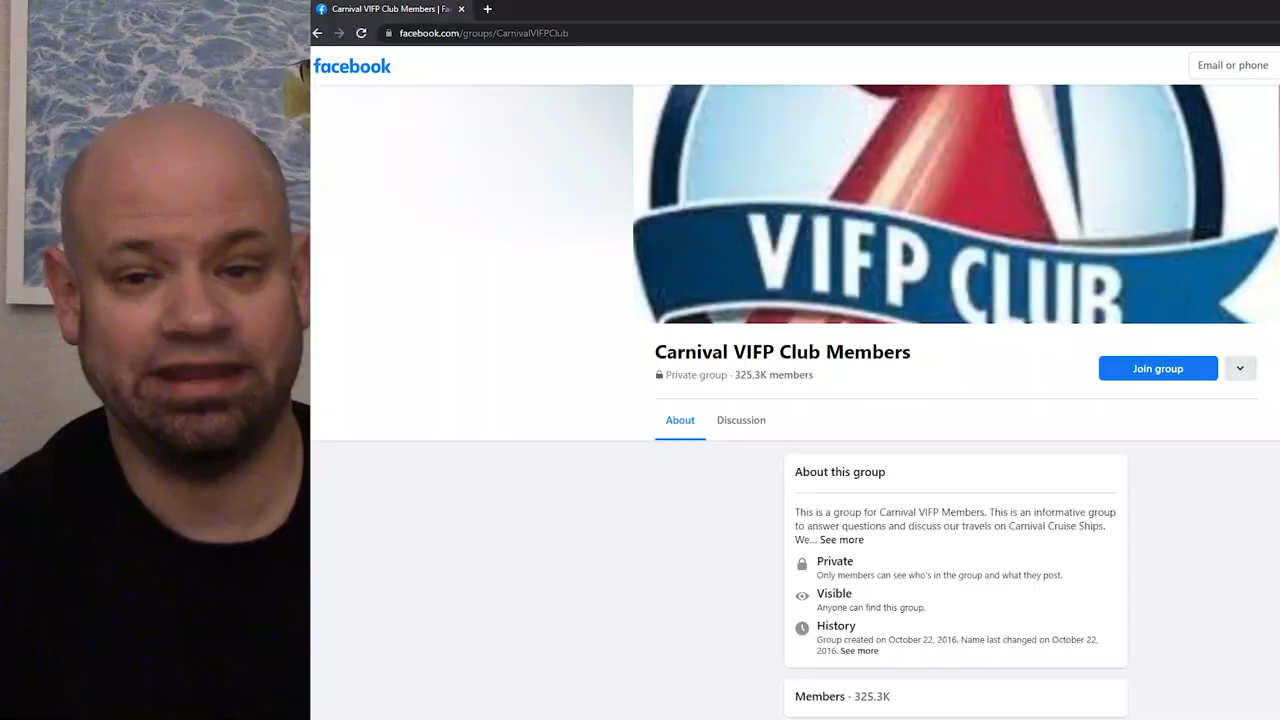 Carnival VIFP Club Members | Fac
facebook.com/groups/CarnivalVIFPClub
facebook
Email or phone
VIFP CLUB
Carnival VIFP Club Members
Private group · 325.3K members
Join group
About
Discussion
About this group
This is a group for Carnival VIFP Members. This is an informative group
to answer questions and discuss our travels on Carnival Cruise Ships.
We... See more
Private
Only members can see who's in the group and what they post.
Visible
Anyone can find this group.
History
Group created on October 22, 2016. Name last changed on October 22,
2016. See more
Members · 325.3K